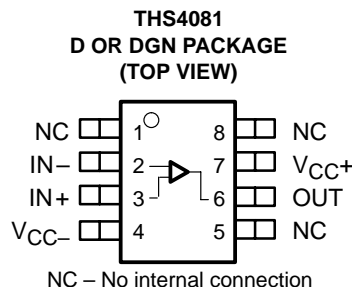 THS4081
D OR DGN PACKAGE
(TOP VIEW)
NC 1 8 NC
IN− 2 7 VCC+
IN+ 3 6 OUT
VCC− 4 5 NC
NC – No internal connection